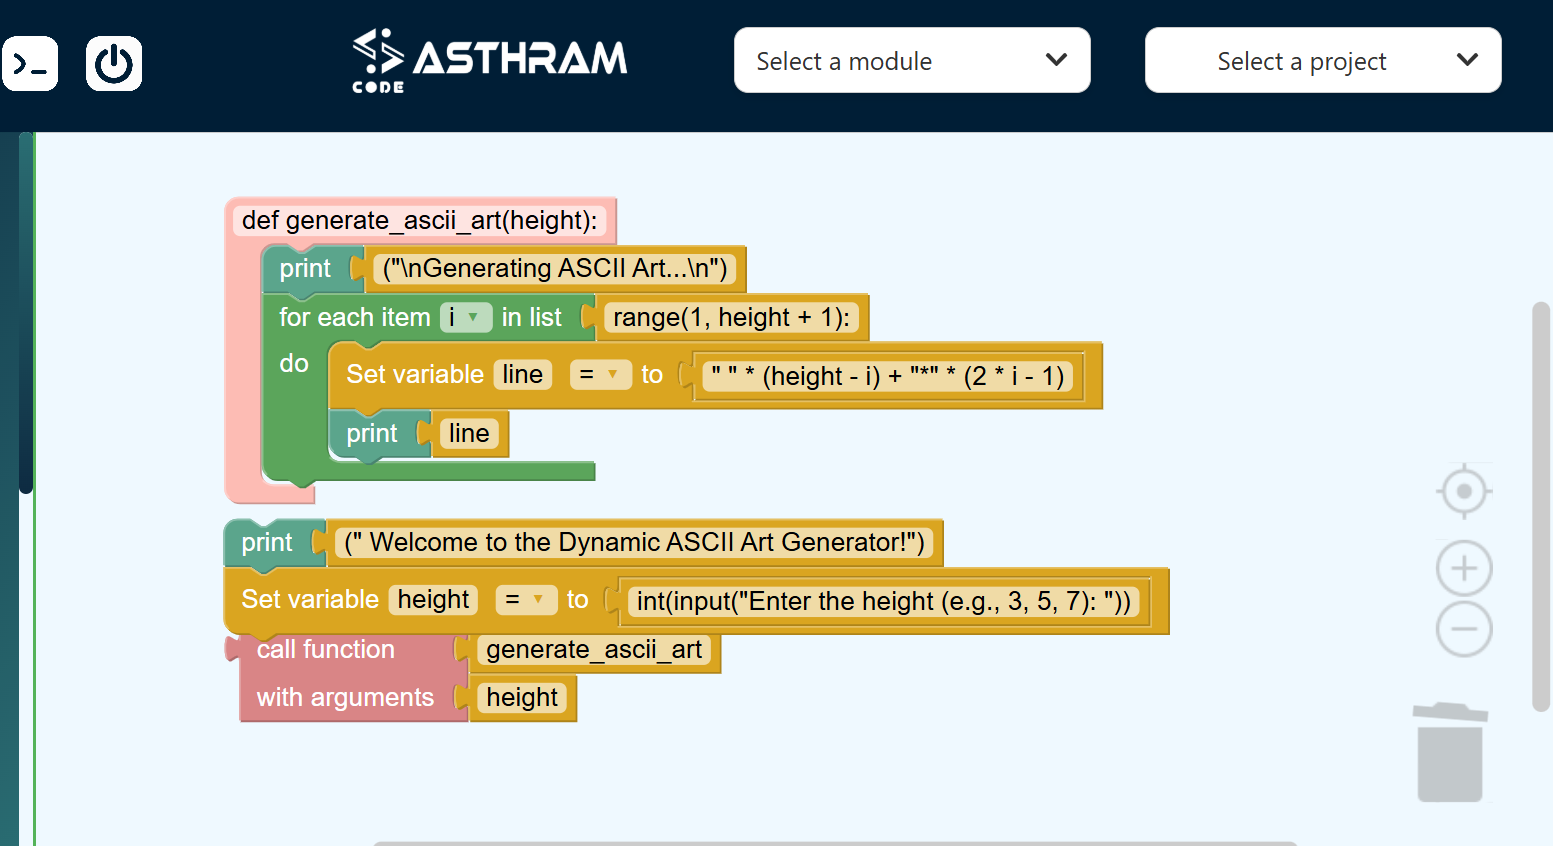 >_
ASTHRAM
CODE
Select a module
Select a project
def generate_ascii_art(height):
print ("\nGenerating ASCII Art...\n")
for each item i in list range(1, height + 1):
do Set variable line = to " " * (height - i) + "*" * (2 * i - 1)
print line
print (" Welcome to the Dynamic ASCII Art Generator!")
Set variable height = to int(input("Enter the height (e.g., 3, 5, 7): "))
call function generate_ascii_art
with arguments height